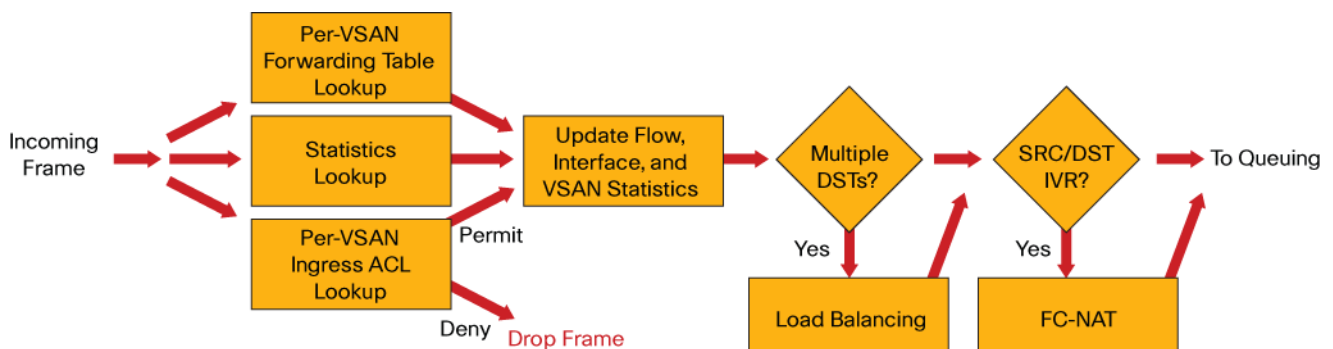 Incoming
Frame
Per-VSAN
Forwarding Table
Lookup
Statistics
Lookup
Per-VSAN
Ingress ACL
Lookup
Permit
Deny
Drop Frame
Update Flow,
Interface, and
VSAN Statistics
Multiple
DSTs?
Yes
Load Balancing
SRC/DST
IVR?
Yes
FC-NAT
To Queuing